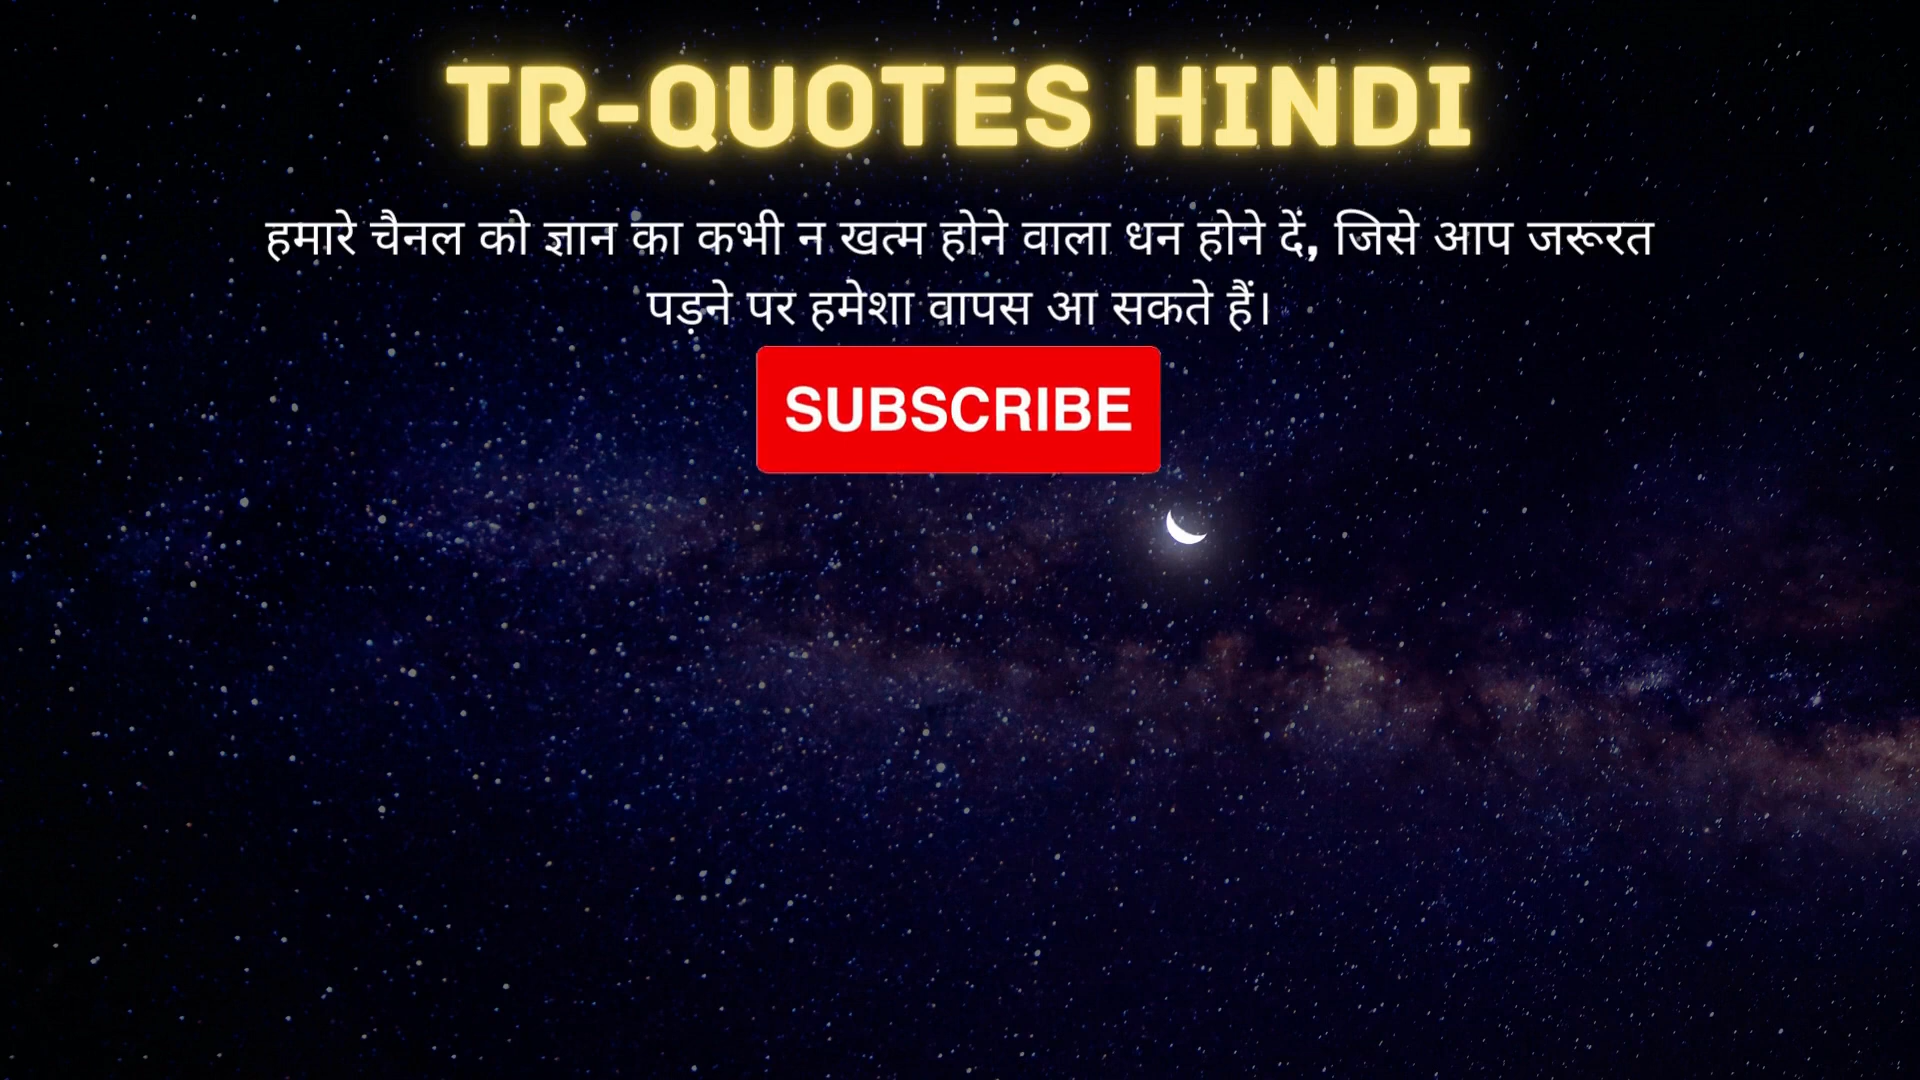 TR-QUOTES HINDI
हमारे चैनल को ज्ञान का कभी न खत्म होने वाला धन होने दें, जिसे आप जरूरत
पड़ने पर हमेशा वापस आ सकते हैं।
SUBSCRIBE